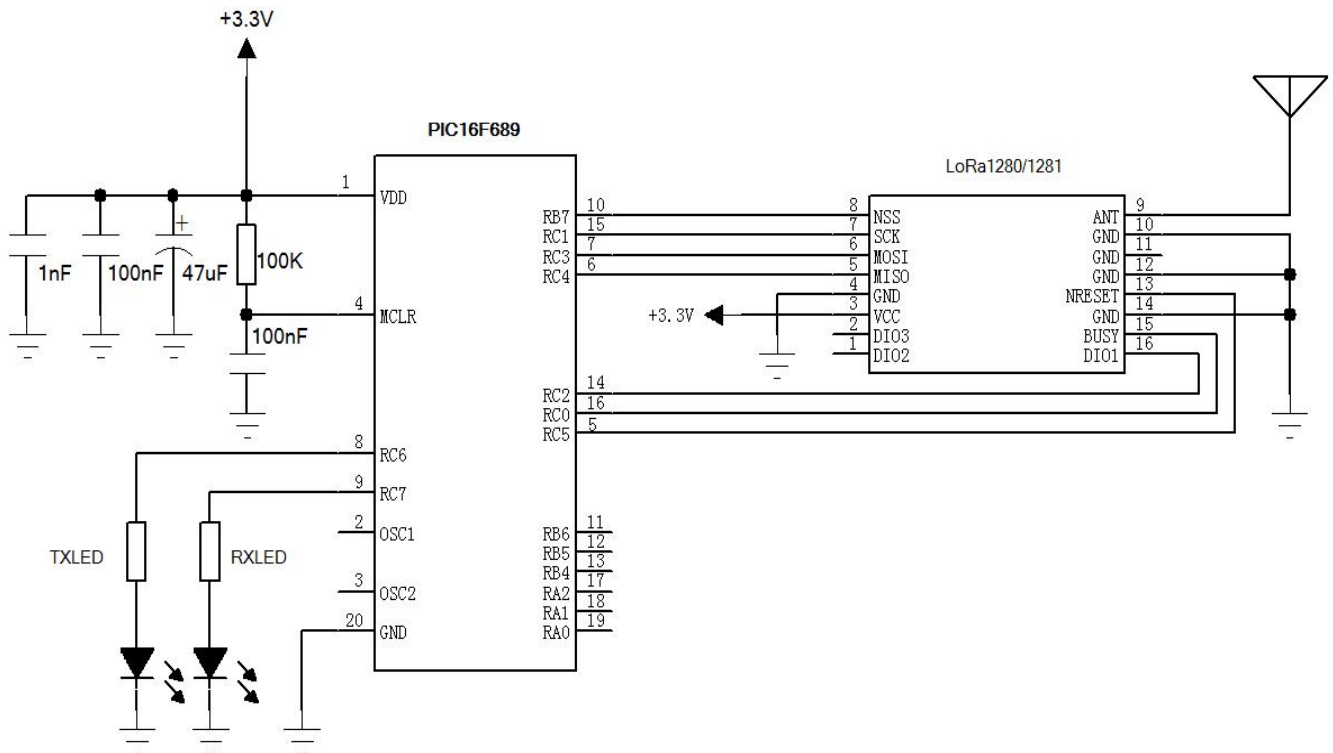 +3.3V
PIC16F689
LoRa1280/1281
1 VDD
1nF 100nF 47uF 100K
4 MCLR
100nF
8 RC6
9 RC7
2 OSC1
3 OSC2
20 GND
TXLED RXLED
RB7 10
RC1 15
RC3 7
RC4 6
RC2 14
RC0 16
RC5 5
RB6 11
RB5 12
RB4 13
RA2 17
RA1 18
RA0 19
8 NSS
7 SCK
6 MOSI
5 MISO
4 GND
+3.3V 3 VCC
2 DIO3
1 DIO2
ANT 9
GND 10
GND 11
GND 12
NRESET 13
GND 14
BUSY 15
DIO1 16